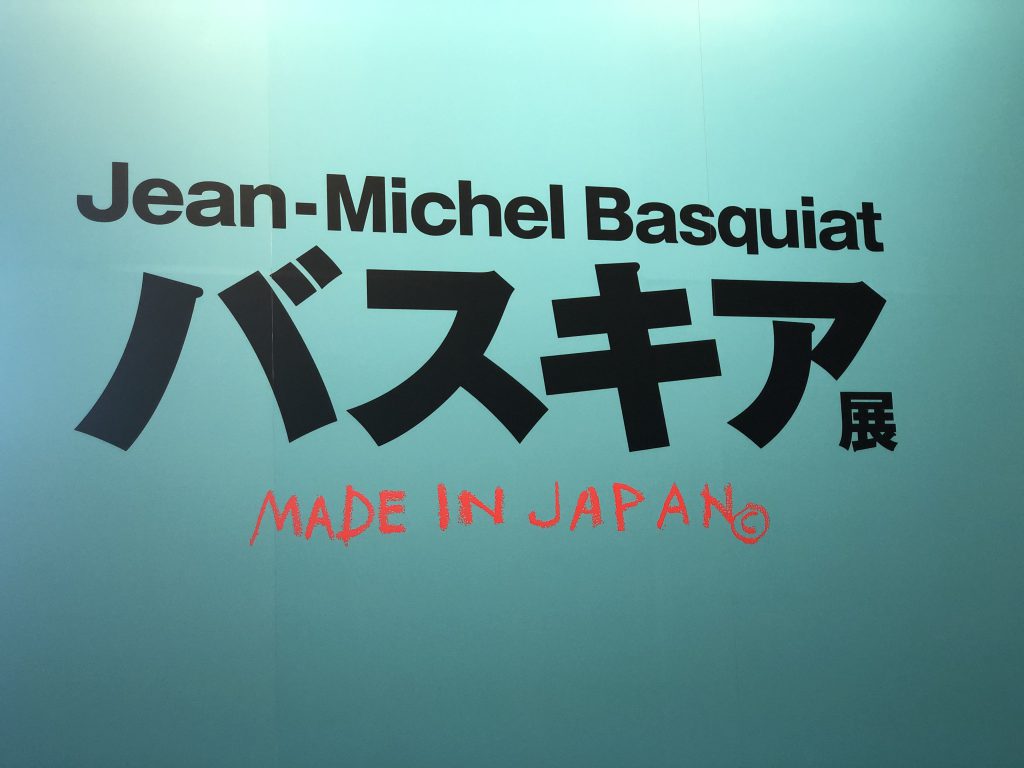 Jean-Michel Basquiat
バスキア展
MADE IN JAPAN©